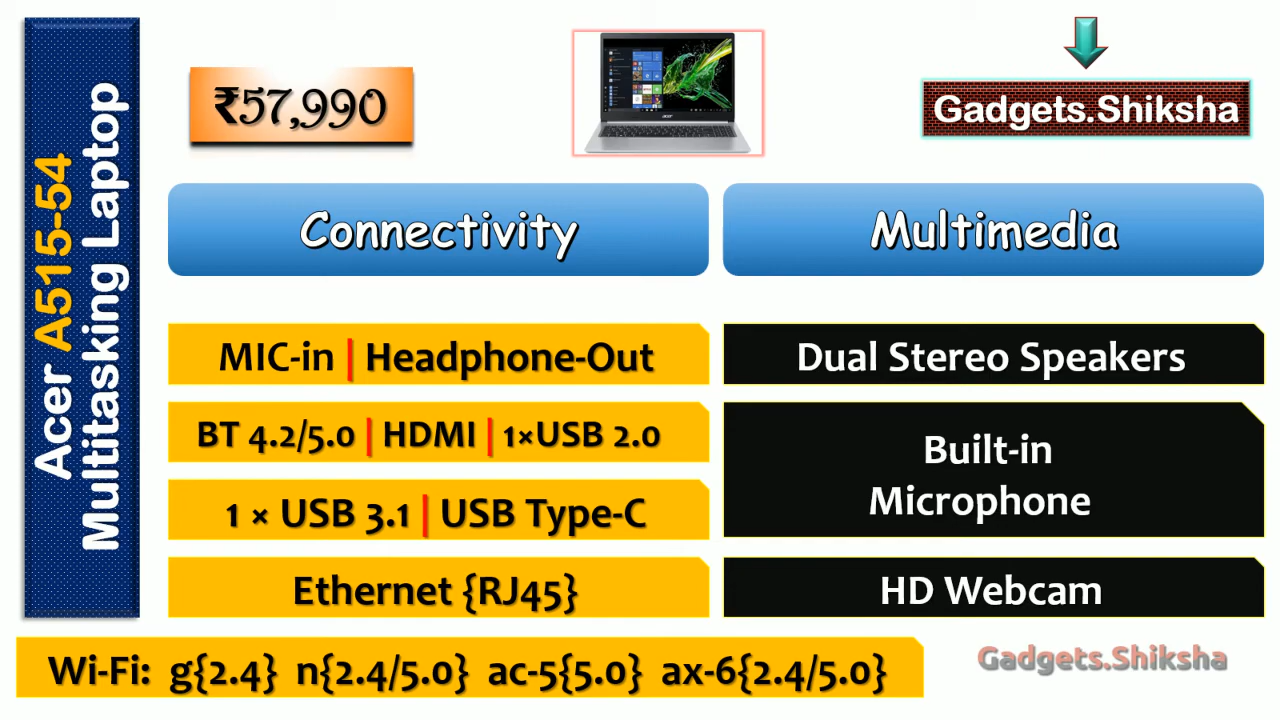 Acer A515-54
Multitasking Laptop
₹57,990
acer
Gadgets.Shiksha
Connectivity
Multimedia
MIC-in | Headphone-Out
BT 4.2/5.0 | HDMI | 1×USB 2.0
1 × USB 3.1 | USB Type-C
Ethernet {RJ45}
Dual Stereo Speakers
Built-in
Microphone
HD Webcam
Wi-Fi: g{2.4} n{2.4/5.0} ac-5{5.0} ax-6{2.4/5.0}
Gadgets.Shiksha